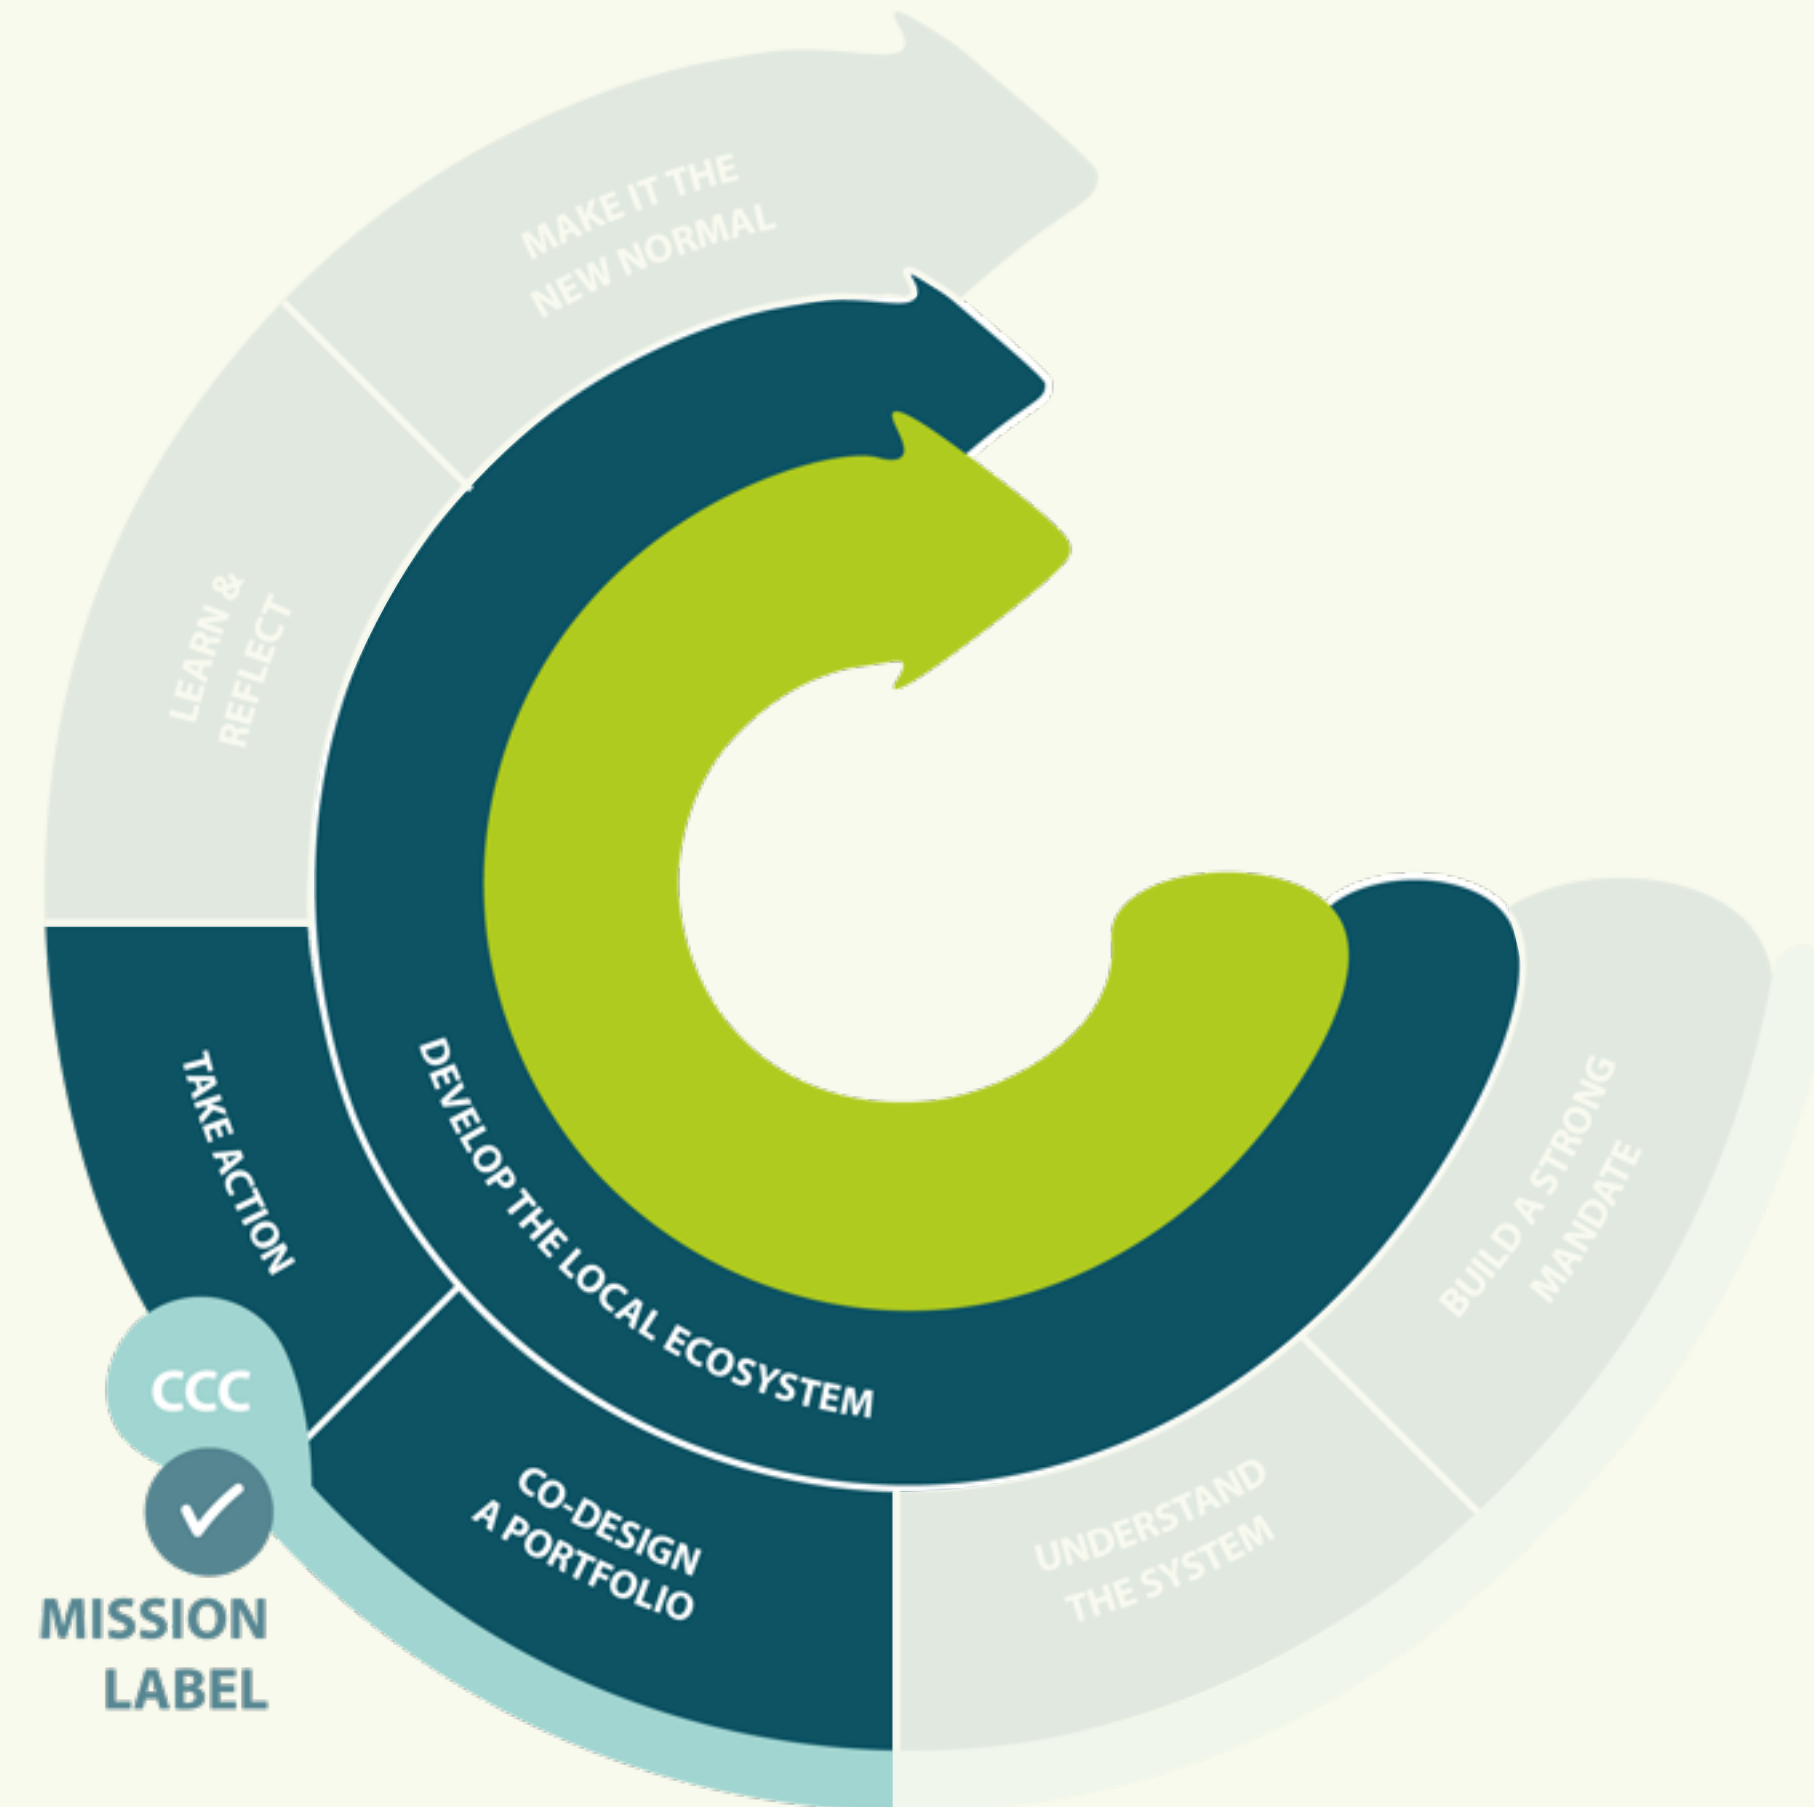 MAKE IT THE
NEW NORMAL
LEARN &
REFLECT
TAKE ACTION
DEVELOP THE LOCAL ECOSYSTEM
BUILD A STRONG
MANDATE
CCC
CO-DESIGN
A PORTFOLIO
UNDERSTAND
THE SYSTEM
MISSION
LABEL